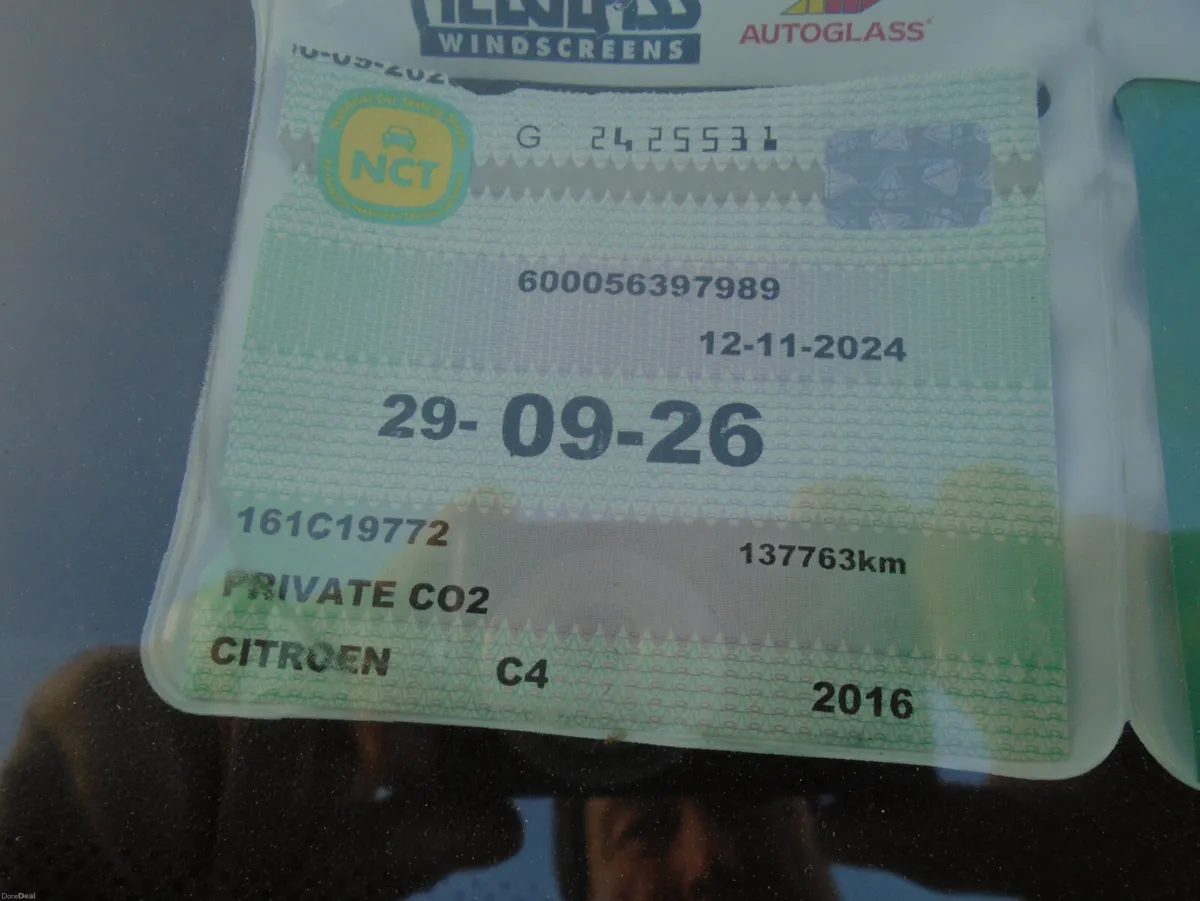 WINDSCREENS
AUTOGLASS
NCT
G 2425531
600056397989
12-11-2024
29-09-26
161C19772
137763km
PRIVATE CO2
CITROEN C4 2016
DoneDeal